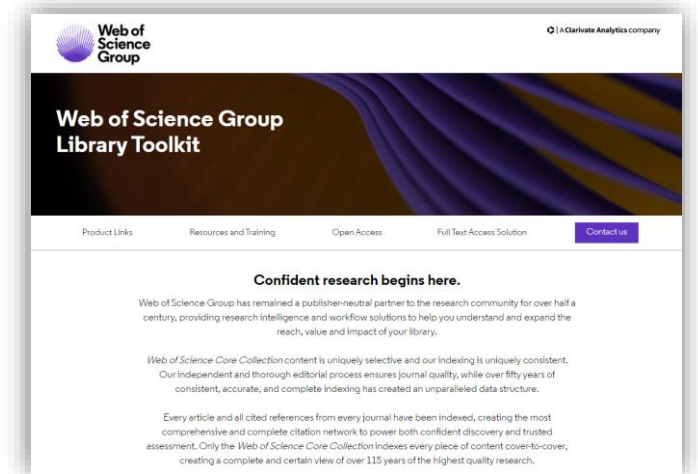 Web of
Science
Group
A Clarivate Analytics company
Web of Science Group
Library Toolkit
Product Links
Resources and Training
Open Access
Full Text Access Solution
Contact us
Confident research begins here.
Web of Science Group has remained a publisher-neutral partner to the research community for over half a
century, providing research intelligence and workflow solutions to help you understand and expand the
reach, value and impact of your library.
Web of Science Core Collection content is uniquely selective and our indexing is uniquely consistent.
Our independent and thorough editorial process ensures journal quality, while over fifty years of
consistent, accurate, and complete indexing has created an unparalleled data structure.
Every article and all cited references from every journal have been indexed, creating the most
comprehensive and complete citation network to power both confident discovery and trusted
assessment. Only the Web of Science Core Collection indexes every piece of content cover-to-cover,
creating a complete and certain view of over 115 years of the highest quality research.